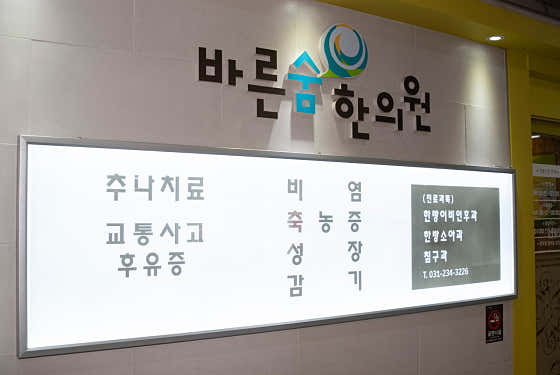 바른숨한의원
추나치료
교통사고
후유증
비염
축농증
성장
감기
(진료과목)
한방이비인후과
한방소아과
침구과
T. 031-234-3226